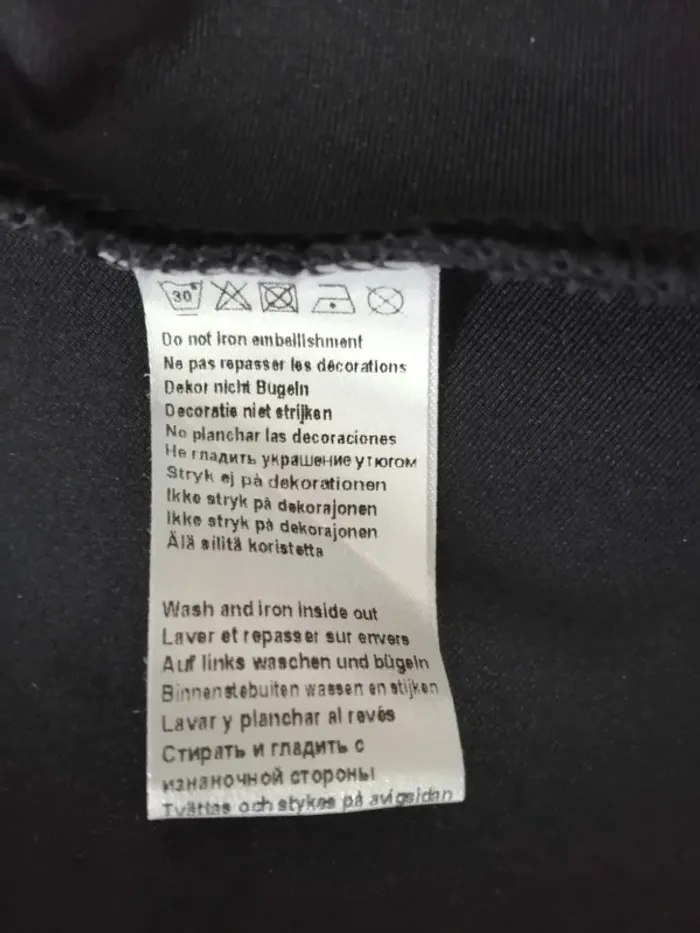 30°
Do not Iron embellishment
Ne pas repasser les décorations
Dekor nicht Bügeln
Decoratie niet strijken
No planchar las decoraciones
Не гладить украшение утюгом
Stryk ej på dekorationen
Ikke stryk på dekorajonen
Ikke stryk på dekorajonen
Älä silitä koristetta
Wash and iron inside out
Laver et repasser sur envers
Auf links waschen und bügeln
Binnenstebuiten wassen en stijken
Lavar y planchar al revés
Стирать и гладить с
изнаночной стороны
Tvättas och stykes på avigsidan